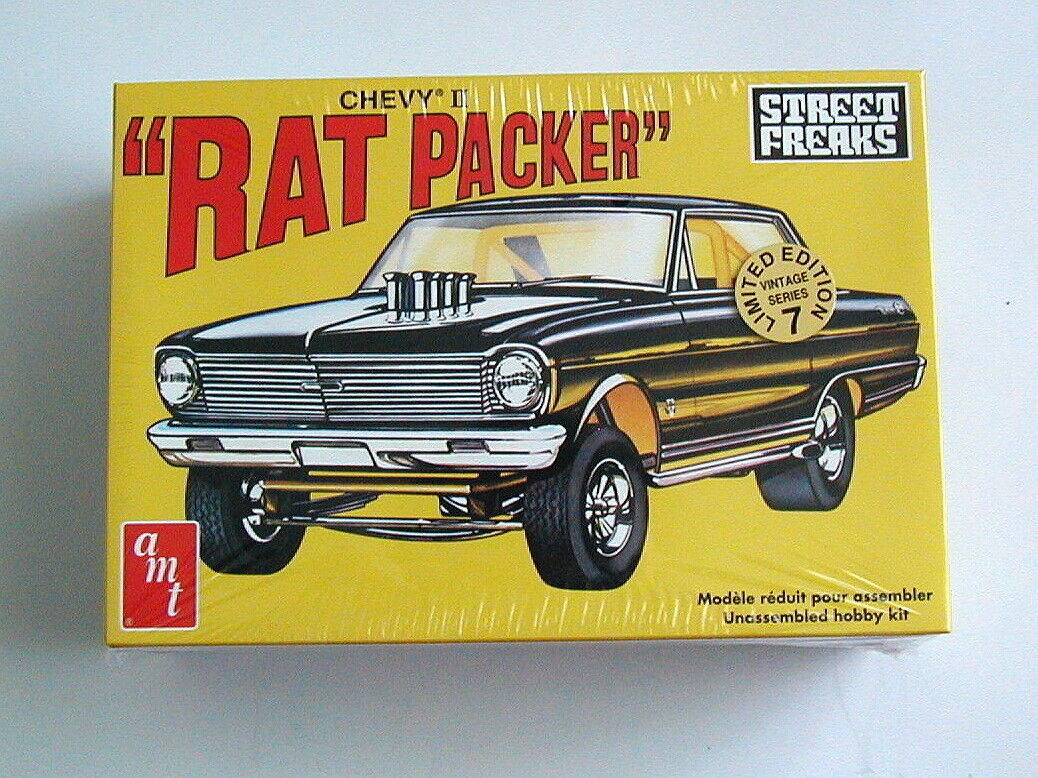 CHEVY® II
"RAT PACKER"
STREET
FREAKS
LIMITED EDITION
VINTAGE
SERIES
7
amt
®
Modèle réduit pour assembler
Unassembled hobby kit